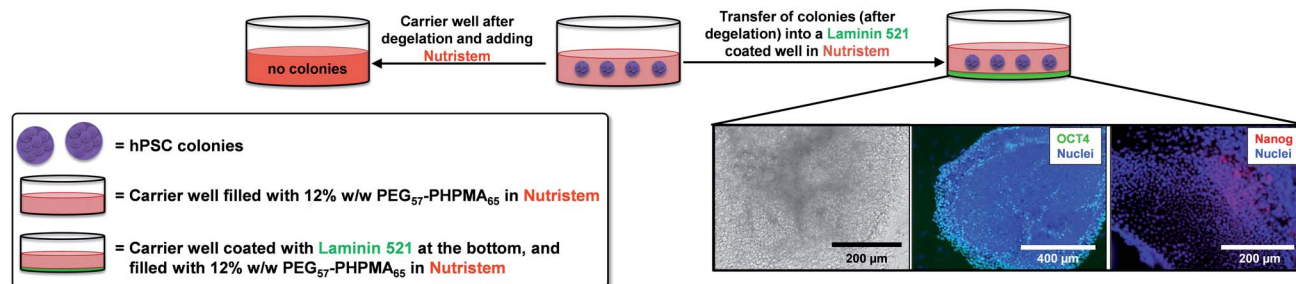 Carrier well after
degelation and adding
Nutristem
Transfer of colonies (after
degelation) into a Laminin 521
coated well in Nutristem
no colonies
= hPSC colonies
= Carrier well filled with 12% w/w PEG57-PHPMA65 in Nutristem
= Carrier well coated with Laminin 521 at the bottom, and
filled with 12% w/w PEG57-PHPMA65 in Nutristem
OCT4
Nuclei
Nanog
Nuclei
200 µm
400 µm
200 µm